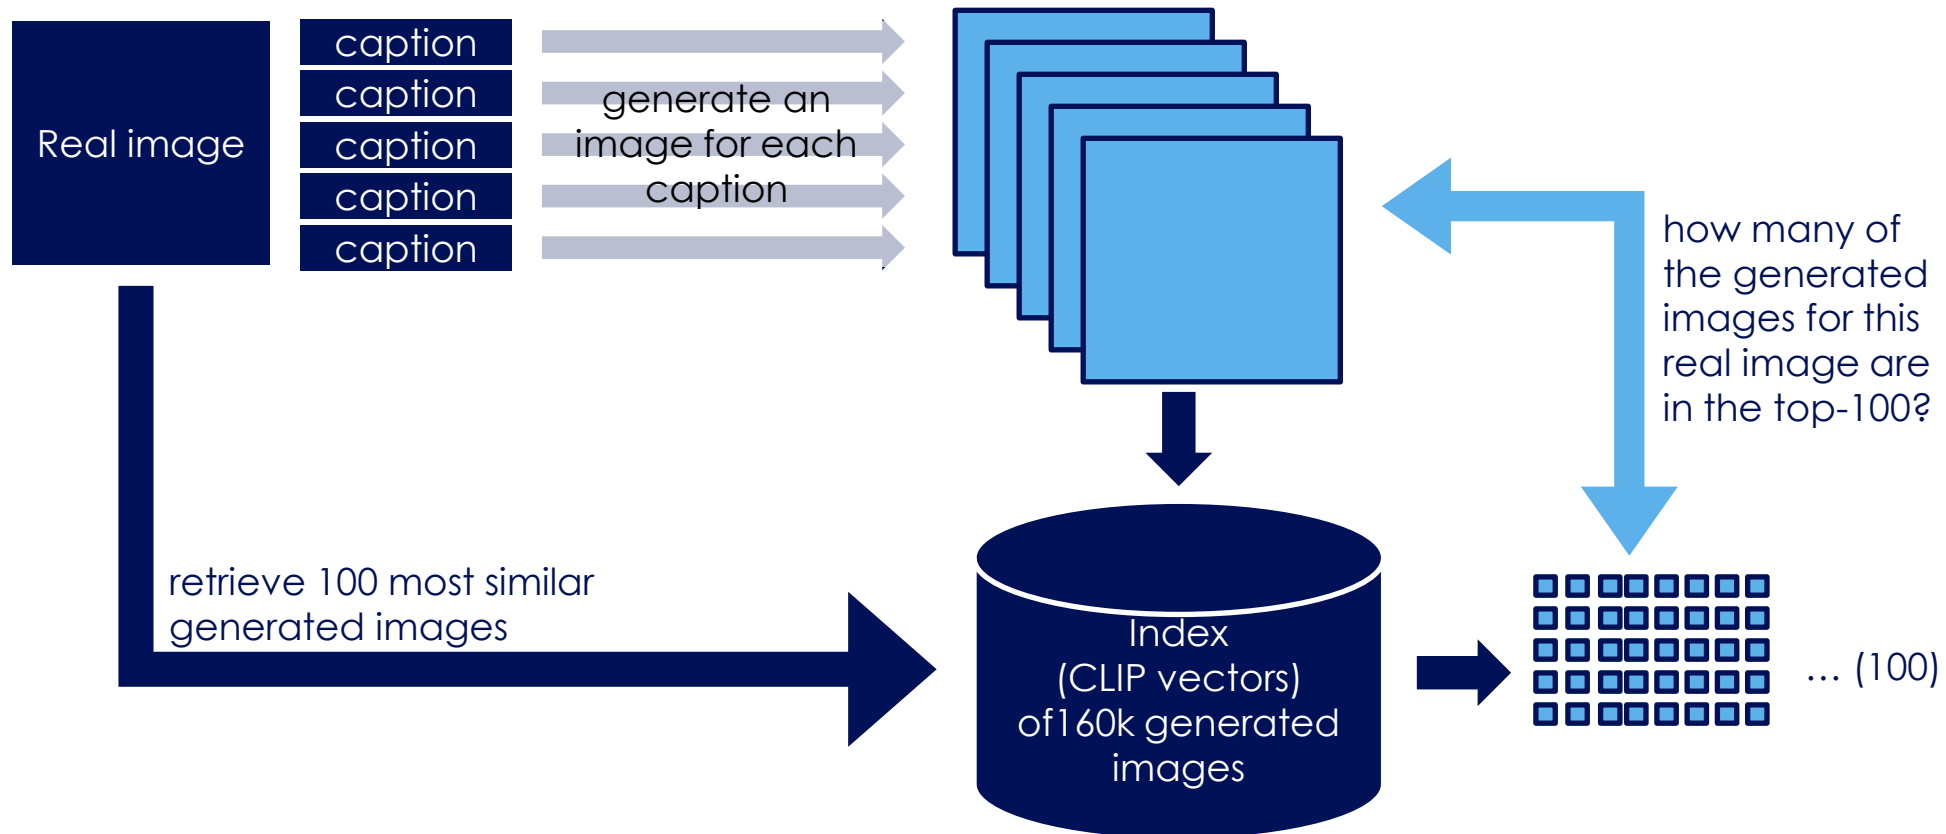 Real image
caption
caption
caption
caption
caption
generate an
image for each
caption
how many of
the generated
images for this
real image are
in the top-100?
retrieve 100 most similar
generated images
Index
(CLIP vectors)
of160k generated
images
... (100)